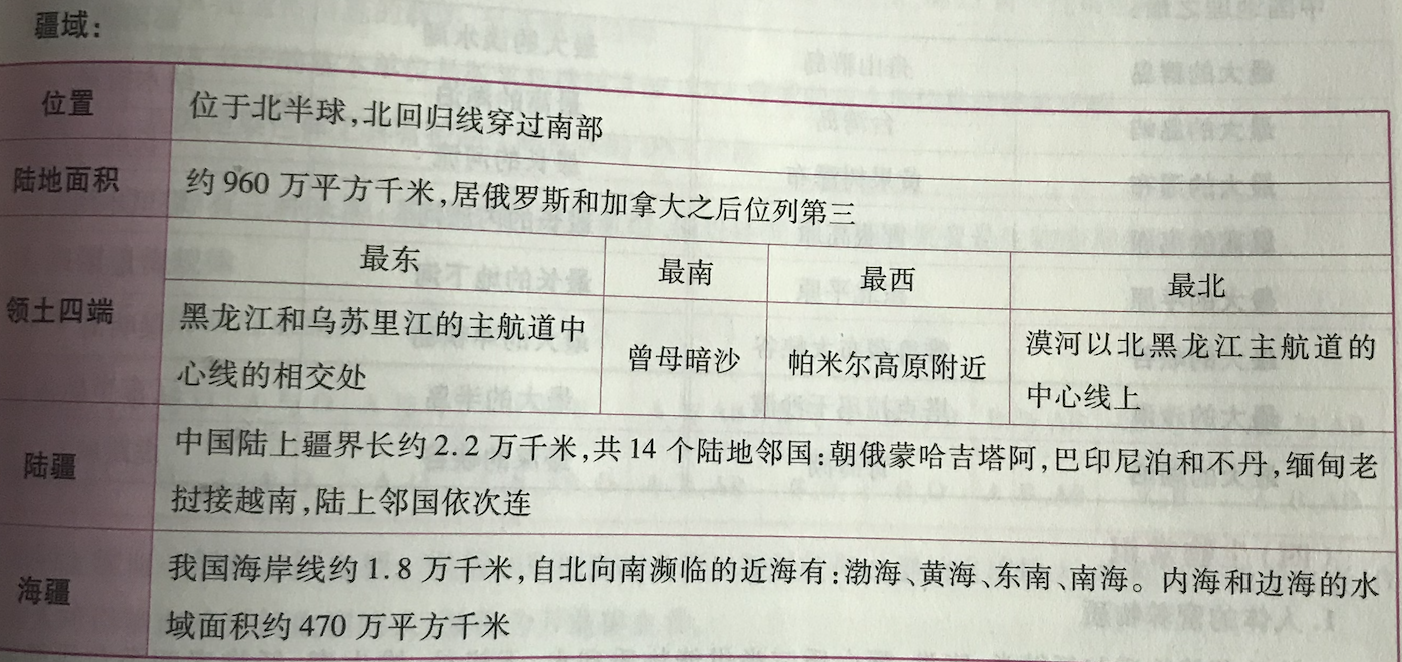 疆域:
位置
位于北半球,北回归线穿过南部
陆地面积
约960万平方千米,居俄罗斯和加拿大之后位列第三
领土四端
最东
最南
最西
最北
黑龙江和乌苏里江的主航道中
心线的相交处
曾母暗沙
帕米尔高原附近
漠河以北黑龙江主航道的
中心线上
陆疆
中国陆上疆界长约2.2万千米,共14个陆地邻国:朝俄蒙哈吉塔阿,巴印尼泊和不丹,缅甸老
挝接越南,陆上邻国依次连
海疆
我国海岸线约1.8万千米,自北向南濒临的近海有:渤海、黄海、东南、南海。内海和边海的水
域面积约470万平方千米